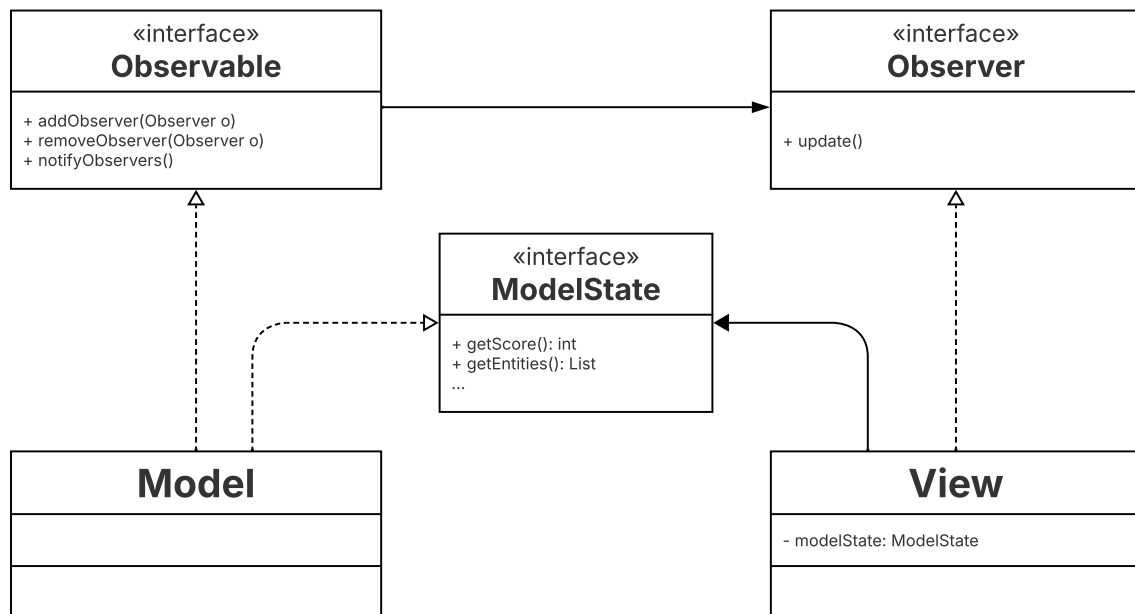 «interface»
Observable
+ addObserver(Observer o)
+ removeObserver(Observer o)
+ notifyObservers()
«interface»
Observer
+ update()
«interface»
ModelState
+ getScore(): int
+ getEntities(): List
...
Model
View
- modelState: ModelState